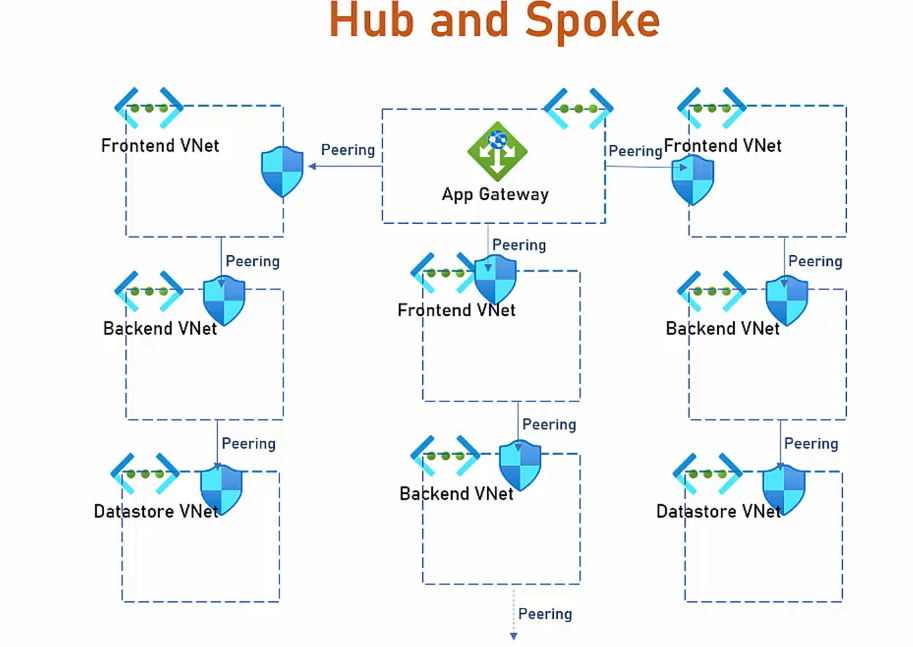 Hub and Spoke
Frontend VNet
Peering
App Gateway
Peering
Frontend VNet
Peering
Peering
Peering
Backend VNet
Frontend VNet
Backend VNet
Peering
Peering
Peering
Datastore VNet
Backend VNet
Datastore VNet
Peering